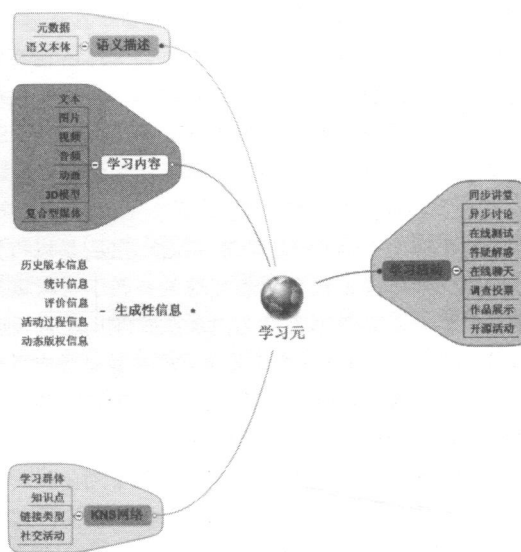 元数据
语义本体
语义描述
文本
图片
视频
音频
动画
3D模型
复合型媒体
学习内容
历史版本信息
统计信息
评价信息
活动过程信息
动态版权信息
生成性信息
学习元
同步讲堂
异步讨论
在线测试
答疑解惑
在线聊天
调查投票
作品展示
开源活动
学习活动
学习群体
知识点
链接类型
社交活动
KNS网络